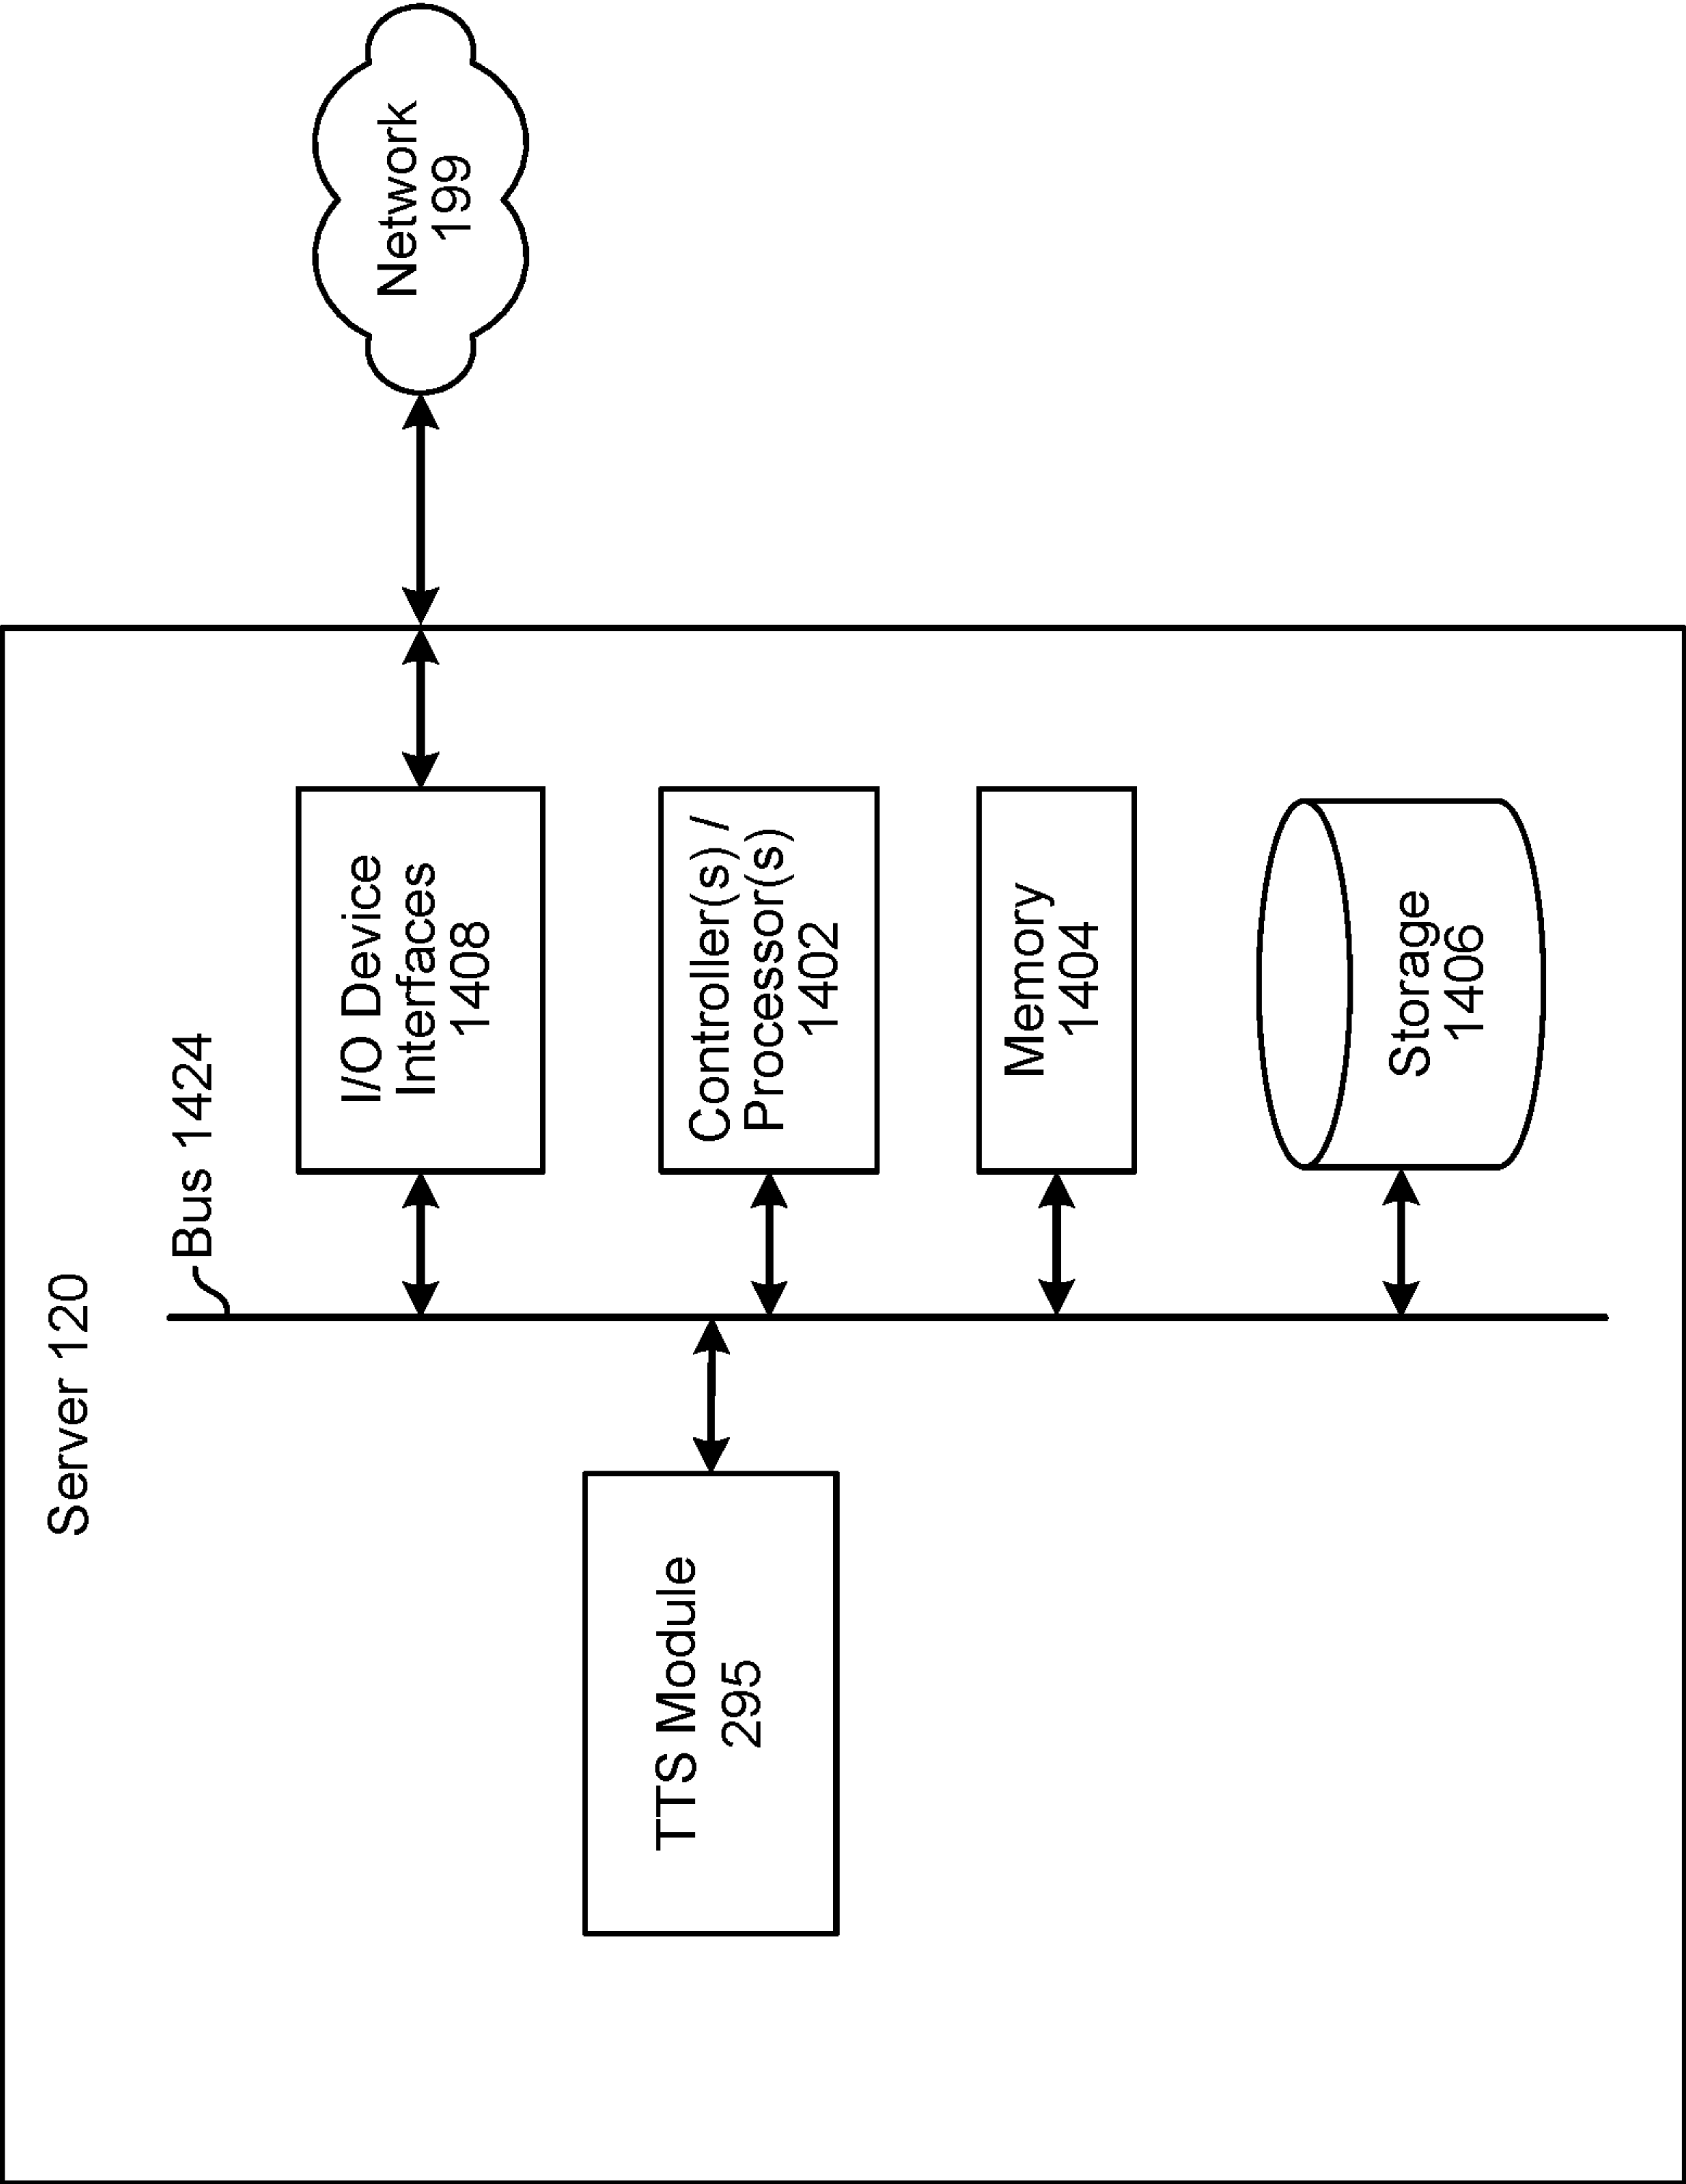 Server 120
Bus 1424
I/O Device
Interfaces
1408
Network
199
Controller(s) /
Processor(s)
1402
TTS Module
295
Memory
1404
Storage
1406